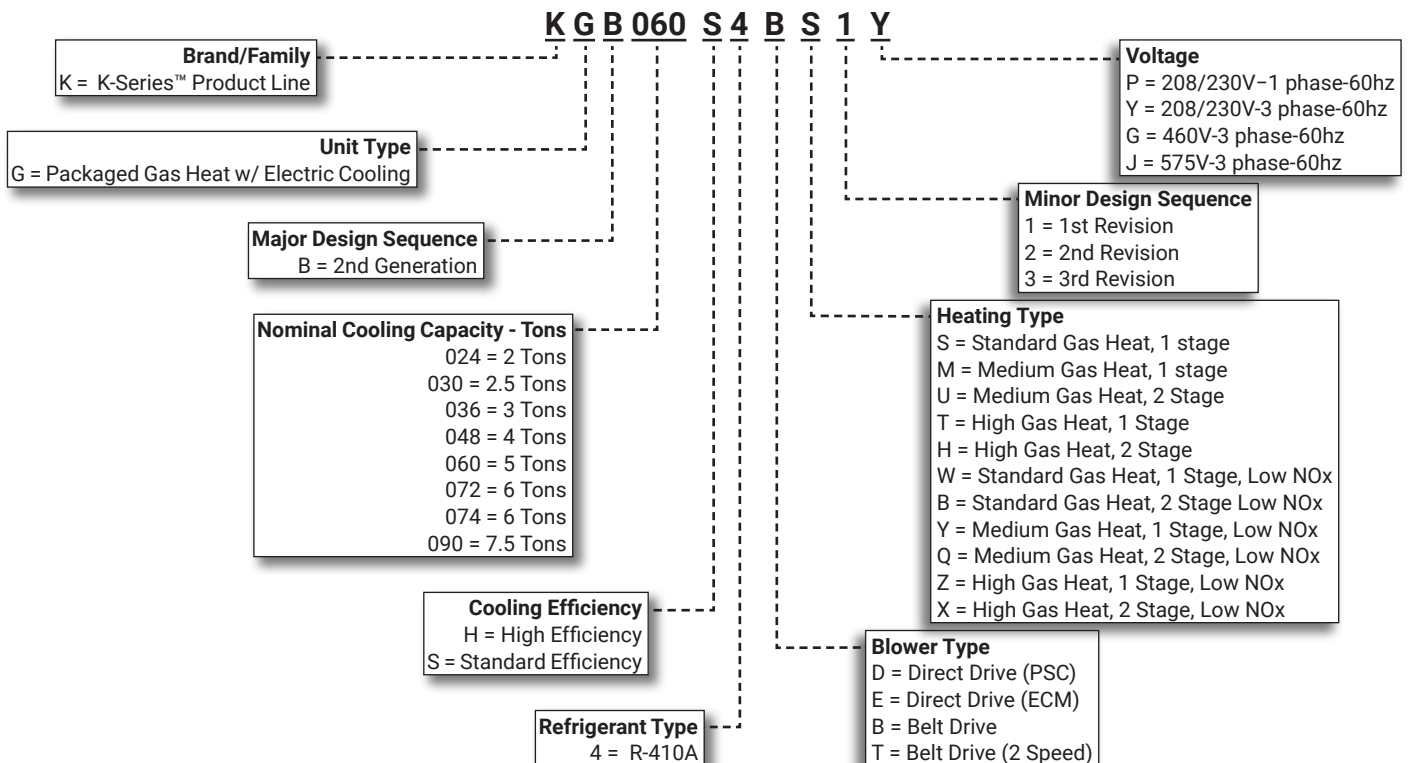 K G B 060 S 4 B S 1 Y
Brand/Family
K = K-Series™ Product Line
Unit Type
G = Packaged Gas Heat w/ Electric Cooling
Major Design Sequence
B = 2nd Generation
Nominal Cooling Capacity - Tons
024 = 2 Tons
030 = 2.5 Tons
036 = 3 Tons
048 = 4 Tons
060 = 5 Tons
072 = 6 Tons
074 = 6 Tons
090 = 7.5 Tons
Cooling Efficiency
H = High Efficiency
S = Standard Efficiency
Refrigerant Type
4 = R-410A
Voltage
P = 208/230V−1 phase-60hz
Y = 208/230V-3 phase-60hz
G = 460V-3 phase-60hz
J = 575V-3 phase-60hz
Minor Design Sequence
1 = 1st Revision
2 = 2nd Revision
3 = 3rd Revision
Heating Type
S = Standard Gas Heat, 1 stage
M = Medium Gas Heat, 1 stage
U = Medium Gas Heat, 2 Stage
T = High Gas Heat, 1 Stage
H = High Gas Heat, 2 Stage
W = Standard Gas Heat, 1 Stage, Low NOx
B = Standard Gas Heat, 2 Stage Low NOx
Y = Medium Gas Heat, 1 Stage, Low NOx
Q = Medium Gas Heat, 2 Stage, Low NOx
Z = High Gas Heat, 1 Stage, Low NOx
X = High Gas Heat, 2 Stage, Low NOx
Blower Type
D = Direct Drive (PSC)
E = Direct Drive (ECM)
B = Belt Drive
T = Belt Drive (2 Speed)